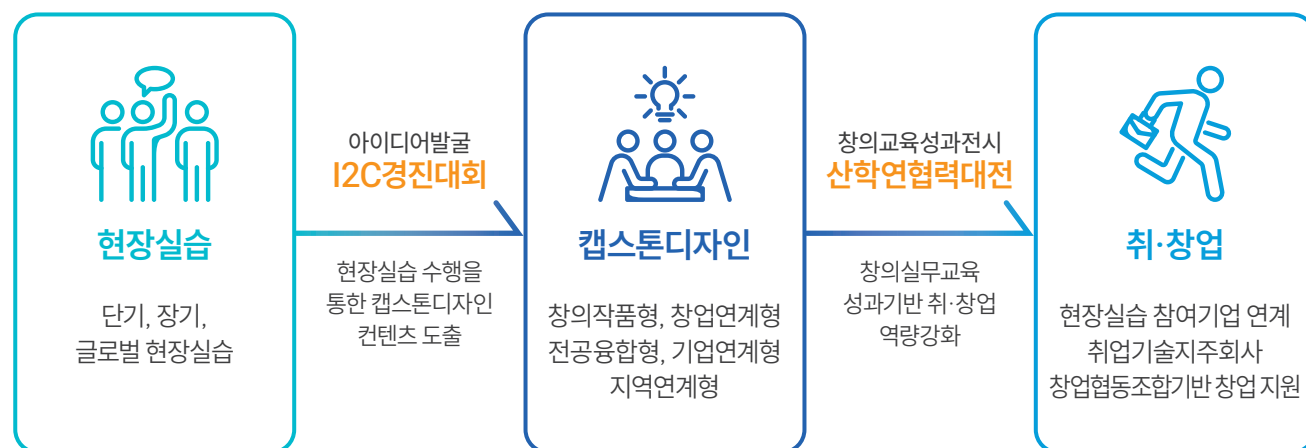 현장실습
단기, 장기,
글로벌 현장실습
아이디어발굴
I2C경진대회
현장실습 수행을
통한 캡스톤디자인
컨텐츠 도출
캡스톤디자인
창의작품형, 창업연계형
전공융합형, 기업연계형
지역연계형
창의교육성과전시
산학연협력대전
창의실무교육
성과기반 취·창업
역량강화
취·창업
현장실습 참여기업 연계
취업기술지주회사
창업협동조합기반 창업 지원